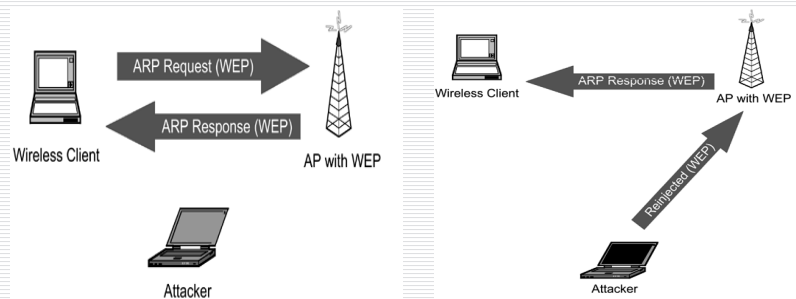 ARP Request (WEP)
ARP Response (WEP)
Wireless Client
AP with WEP
Attacker
ARP Response (WEP)
Wireless Client
AP with WEP
Reinjected (WEP)
Attacker